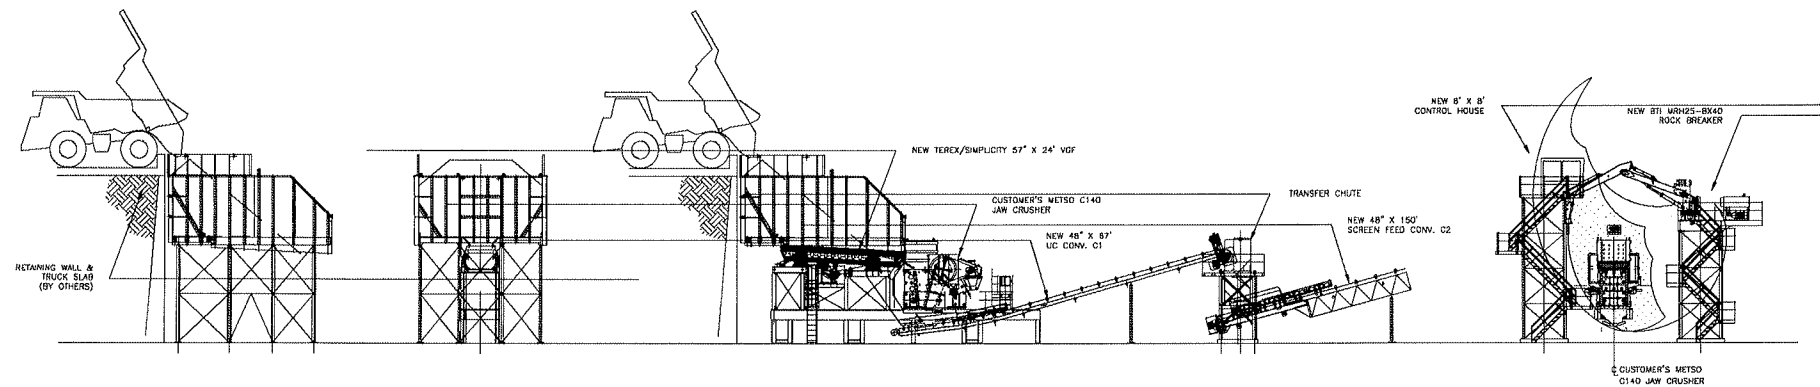 NEW 8' X 8'
CONTROL HOUSE
NEW BTI MRH25-BX40
ROCK BREAKER
NEW TEREX/SIMPLICITY 57" X 24' VGF
CUSTOMER'S METSO C140
JAW CRUSHER
TRANSFER CHUTE
NEW 48" X 67'
UC CONV. C1
NEW 48" X 150'
SCREEN FEED CONV. C2
RETAINING WALL &
TRUCK SLAB
(BY OTHERS)
CUSTOMER'S METSO
C140 JAW CRUSHER